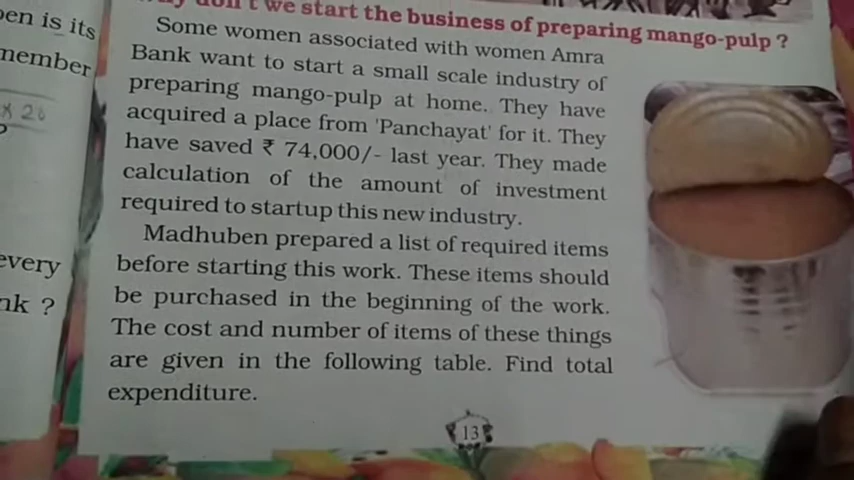 en is its
member
x 20
every
nk ?
don't we start the business of preparing mango-pulp ?
Some women associated with women Amra
Bank want to start a small scale industry of
preparing mango-pulp at home. They have
acquired a place from 'Panchayat' for it. They
have saved ₹ 74,000/- last year. They made
calculation of the amount of investment
required to startup this new industry.
Madhuben prepared a list of required items
before starting this work. These items should
be purchased in the beginning of the work.
The cost and number of items of these things
are given in the following table. Find total
expenditure.
13